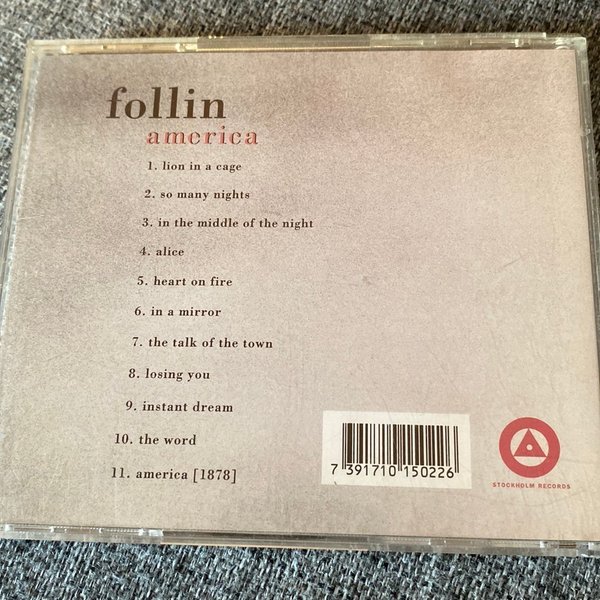 follin
america
1. lion in a cage
2. so many nights
3. in the middle of the night
4. alice
5. heart on fire
6. in a mirror
7. the talk of the town
8. losing you
9. instant dream
10. the word
11. america [1878]
7 391710 150226
STOCKHOLM RECORDS